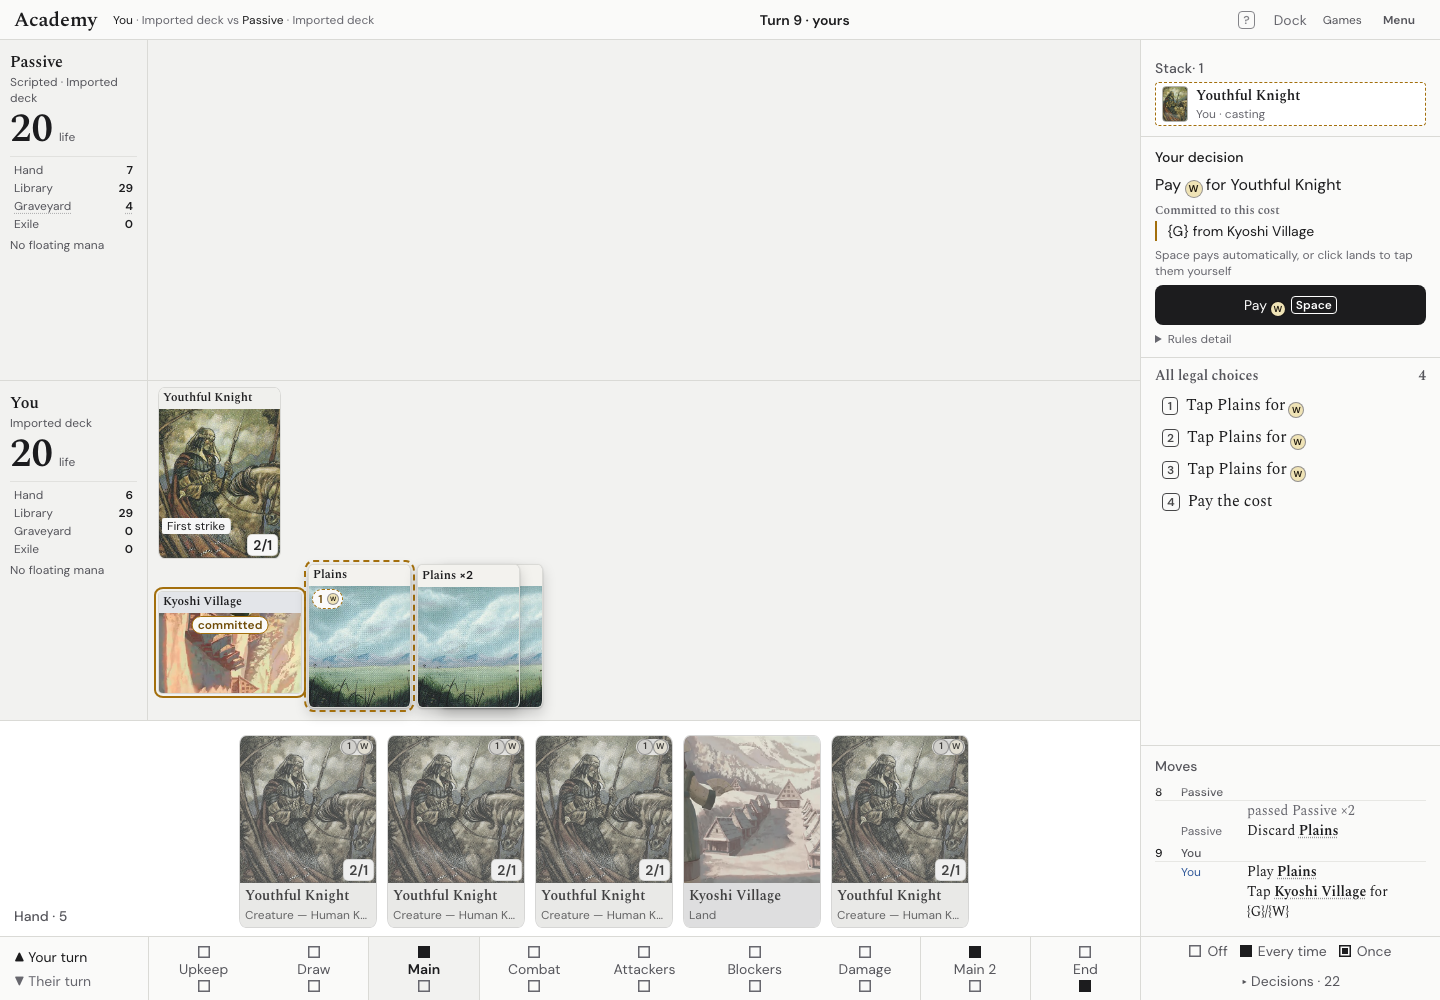 Academy You · Imported deck vs Passive · Imported deck Turn 9 · yours ? Dock Games Menu
Passive
Scripted · Imported
deck
20 life
Hand 7
Library 29
Graveyard 4
Exile 0
No floating mana
You
Imported deck
20 life
Hand 6
Library 29
Graveyard 0
Exile 0
No floating mana
Youthful Knight
First strike
2/1
Kyoshi Village
committed
Plains
1 W
Plains ×2
Hand · 5
1 W
2/1
Youthful Knight
Creature — Human K...
1 W
2/1
Youthful Knight
Creature — Human K...
1 W
2/1
Youthful Knight
Creature — Human K...
Kyoshi Village
Land
1 W
2/1
Youthful Knight
Creature — Human K...
Stack· 1
Youthful Knight
You · casting
Your decision
Pay W for Youthful Knight
Committed to this cost
{G} from Kyoshi Village
Space pays automatically, or click lands to tap
them yourself
Pay W Space
▶ Rules detail
All legal choices 4
1 Tap Plains for W
2 Tap Plains for W
3 Tap Plains for W
4 Pay the cost
Moves
8 Passive
passed Passive ×2
Passive Discard Plains
9 You
You Play Plains
Tap Kyoshi Village for
{G}/{W}
▲ Your turn
▼ Their turn
Upkeep Draw Main Combat Attackers Blockers Damage Main 2 End
Off Every time Once
▸ Decisions · 22